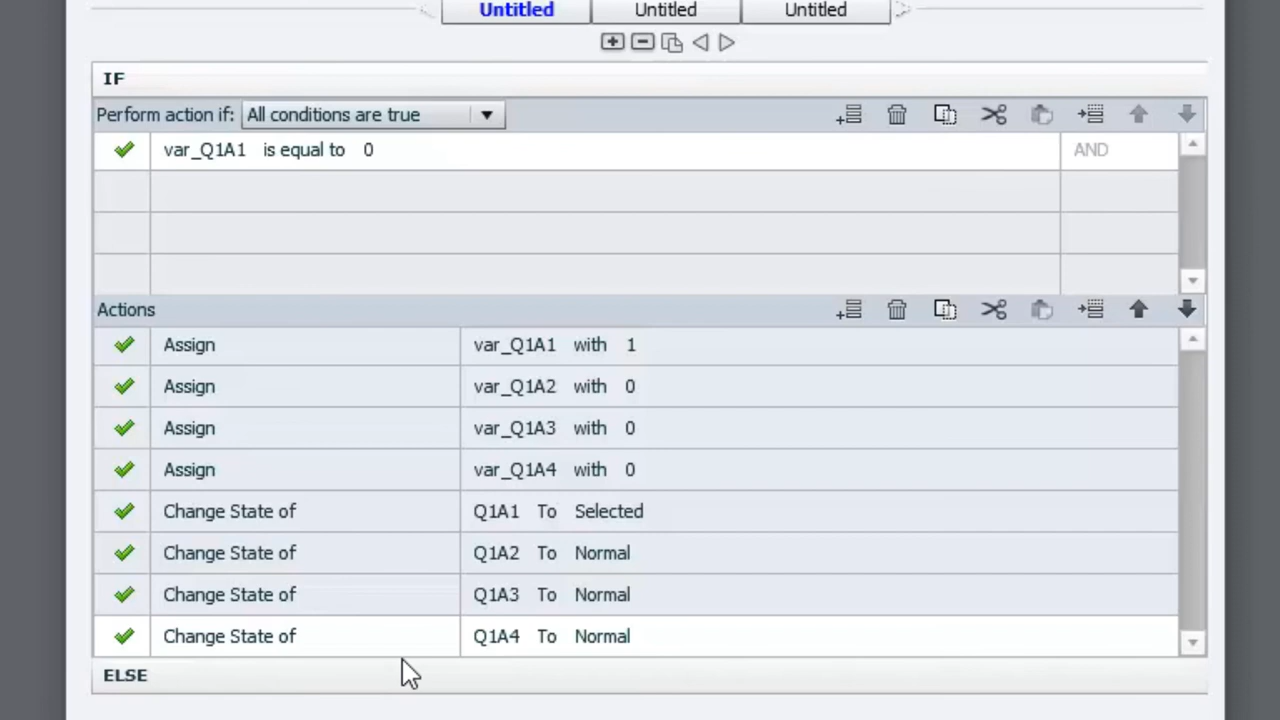 Untitled Untitled Untitled
IF
Perform action if: All conditions are true
var_Q1A1 is equal to 0 AND
Actions
Assign var_Q1A1 with 1
Assign var_Q1A2 with 0
Assign var_Q1A3 with 0
Assign var_Q1A4 with 0
Change State of Q1A1 To Selected
Change State of Q1A2 To Normal
Change State of Q1A3 To Normal
Change State of Q1A4 To Normal
ELSE